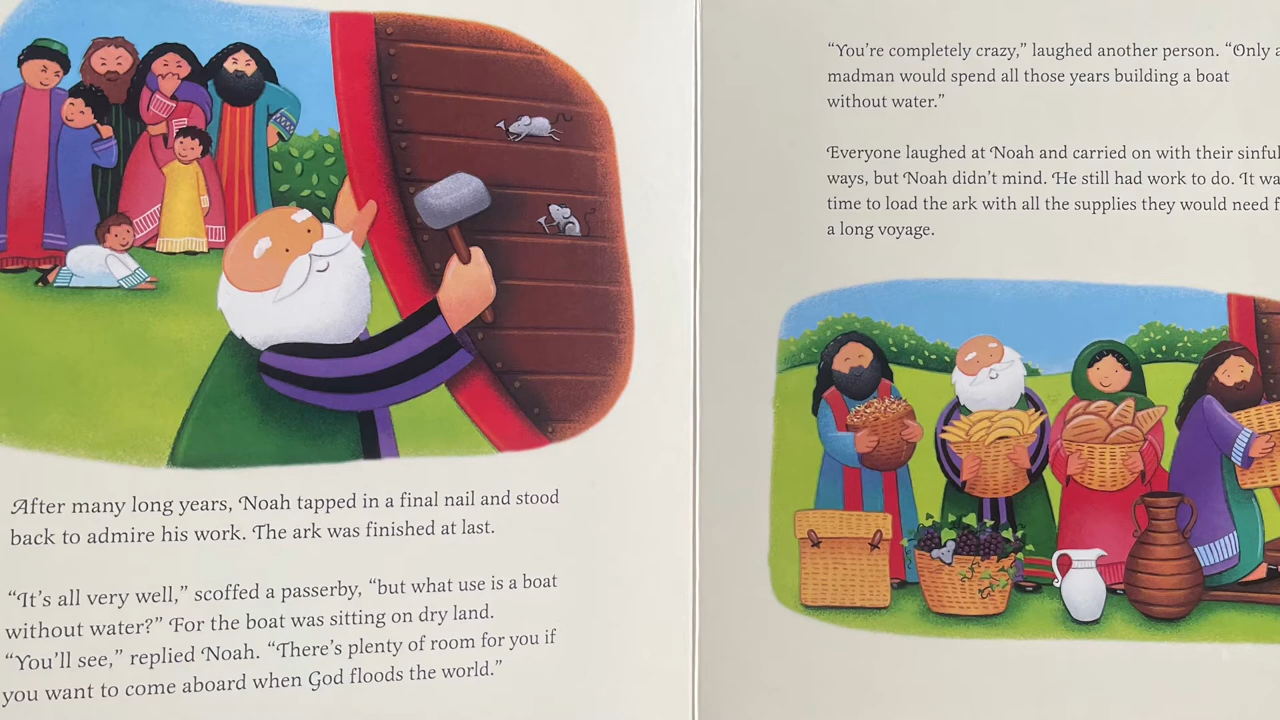 After many long years, Noah tapped in a final nail and stood
back to admire his work. The ark was finished at last.
“It’s all very well,” scoffed a passerby, “but what use is a boat
without water?” For the boat was sitting on dry land.
“You’ll see,” replied Noah. “There’s plenty of room for you if
you want to come aboard when God floods the world.”
“You’re completely crazy,” laughed another person. “Only a
madman would spend all those years building a boat
without water.”
Everyone laughed at Noah and carried on with their sinful
ways, but Noah didn’t mind. He still had work to do. It
time to load the ark with all the supplies they would need
a long voyage.